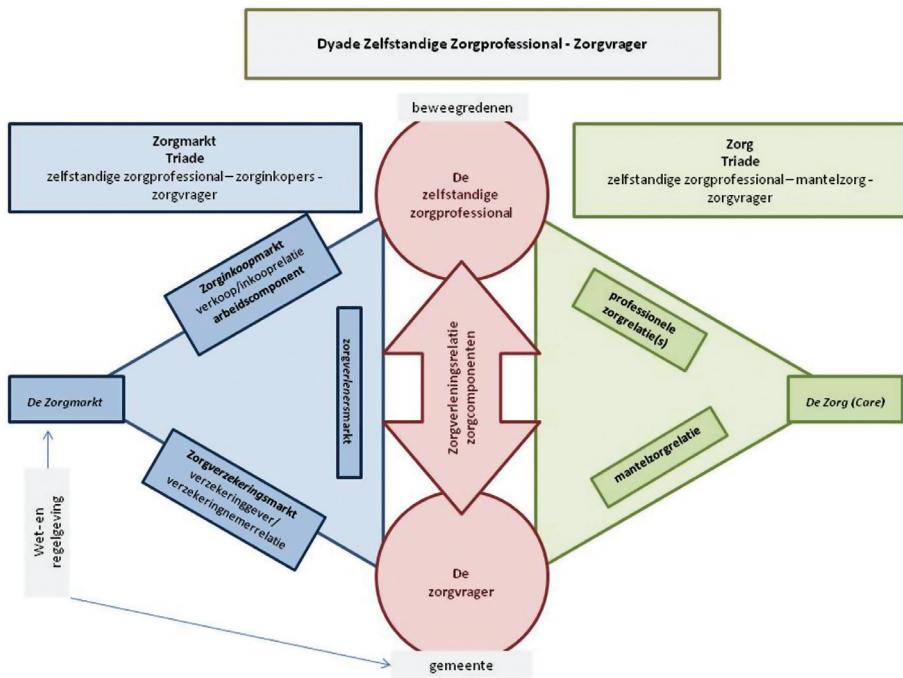 Dyade Zelfstandige Zorgprofessional - Zorgvrager
beweegredenen
Zorgmarkt
Triade
zelfstandige zorgprofessional – zorginkopers -
zorgvrager
De
zelfstandige
zorgprofessional
Zorg
Triade
zelfstandige zorgprofessional – mantelzorg -
zorgvrager
Zorginkoopmarkt
verkoop/inkooprelatie
arbeidscomponent
zorgverlenersmarkt
Zorgverleningsrelatie
zorgcomponenten
professionele
zorgrelatie(s)
De Zorgmarkt
De Zorg (Care)
mantelzorgrelatie
Zorgverzekeringsmarkt
verzekeringgever/
verzekeringnemerrelatie
Wet- en
regelgeving
De
zorgvrager
gemeente